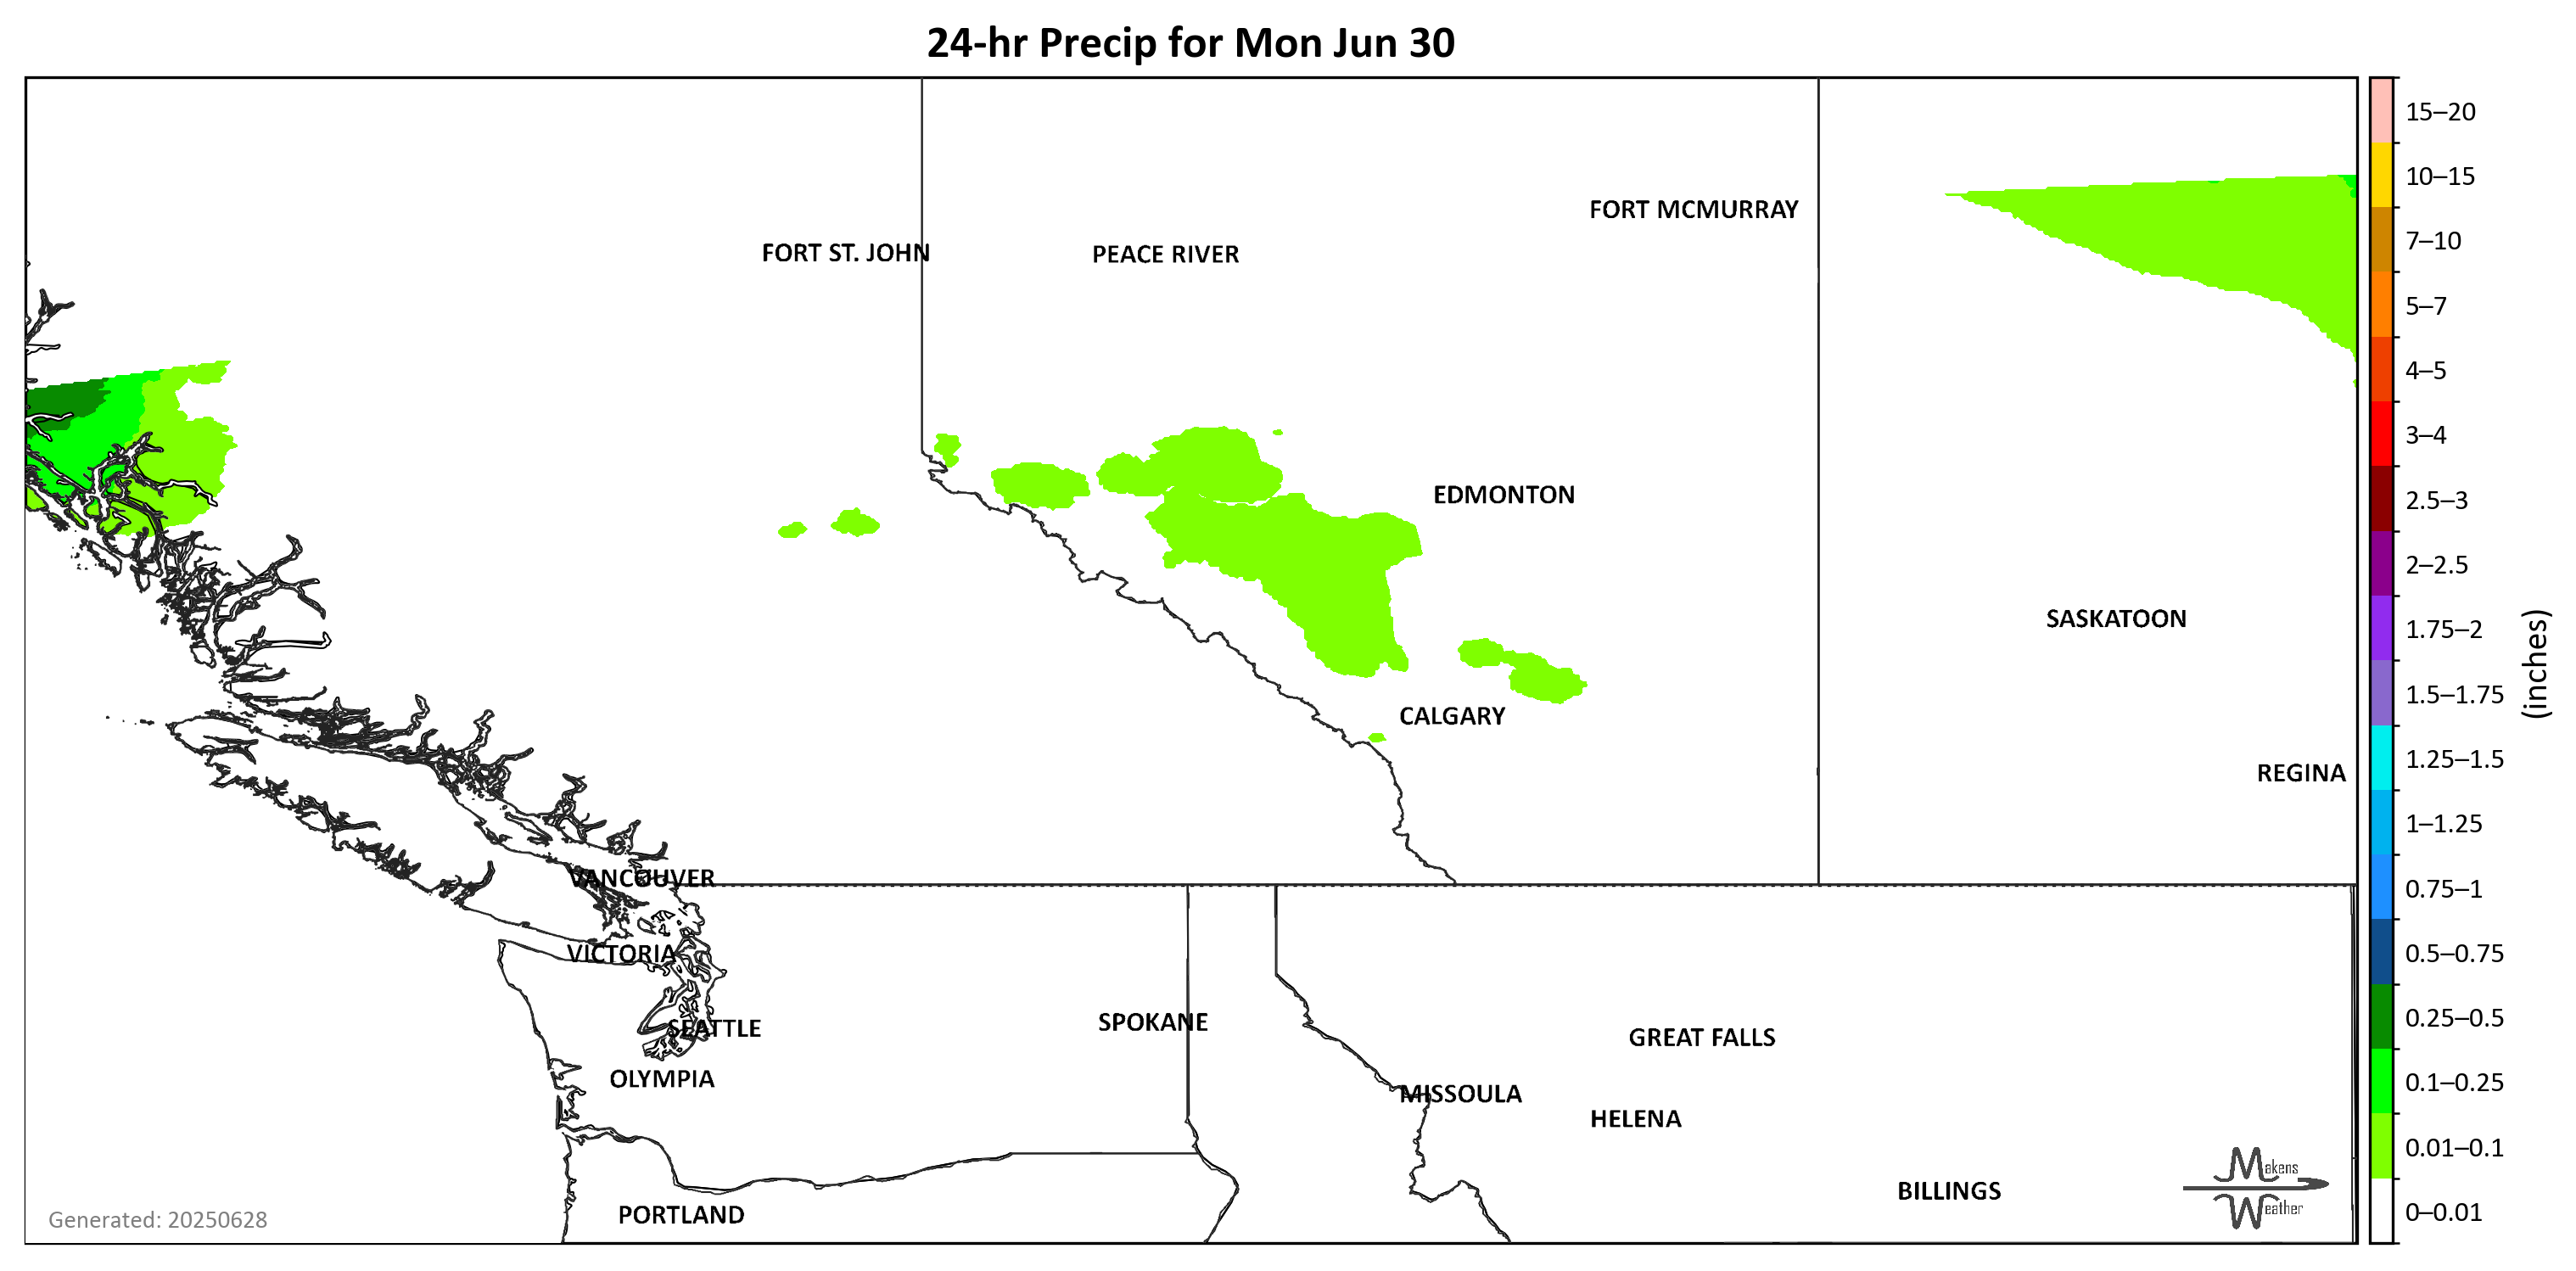 24-hr Precip for Mon Jun 30
15–20
10–15
FORT MCMURRAY
7–10
FORT ST. JOHN
PEACE RIVER
5–7
4–5
3–4
EDMONTON
2.5–3
2–2.5
SASKATOON
1.75–2
(inches)
1.5–1.75
CALGARY
1.25–1.5
REGINA
1–1.25
VANCOUVER
0.75–1
VICTORIA
0.5–0.75
SPOKANE
0.25–0.5
SEATTLE
GREAT FALLS
OLYMPIA
0.1–0.25
MISSOULA
HELENA
0.01–0.1
Makens
Weather
BILLINGS
PORTLAND
0–0.01
Generated: 20250628